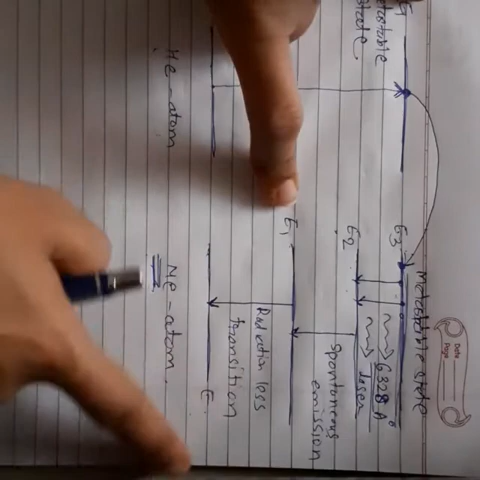 Date
Page
Metastable state
E3
6328 A°
laser
E2
Spontaneous
emission
E1
Radiation less
transition
E
Ne-atom.
state
He-atom